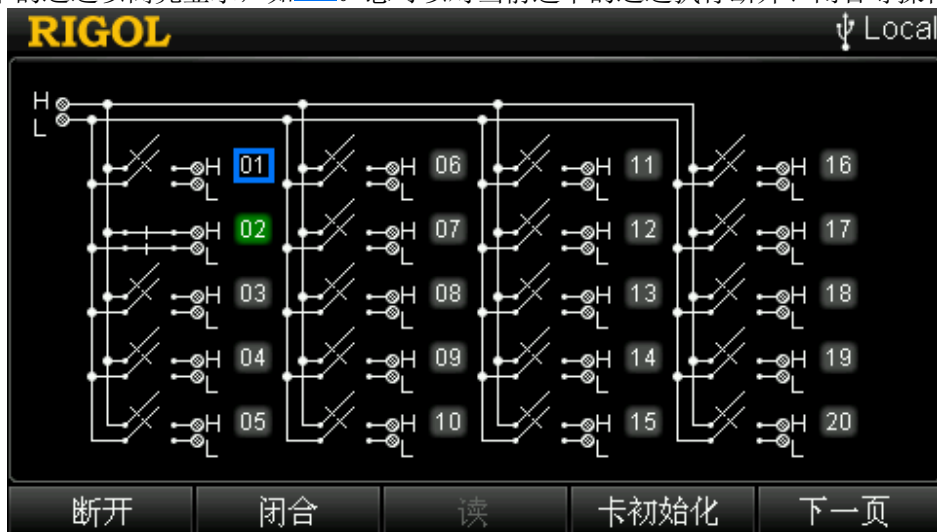 RIGOL Local
H
L
H 01 H 06 H 11 H 16
L L L L
H 02 H 07 H 12 H 17
L L L L
H 03 H 08 H 13 H 18
L L L L
H 04 H 09 H 14 H 19
L L L L
H 05 H 10 H 15 H 20
L L L L
断开 闭合 读 卡初始化 下一页